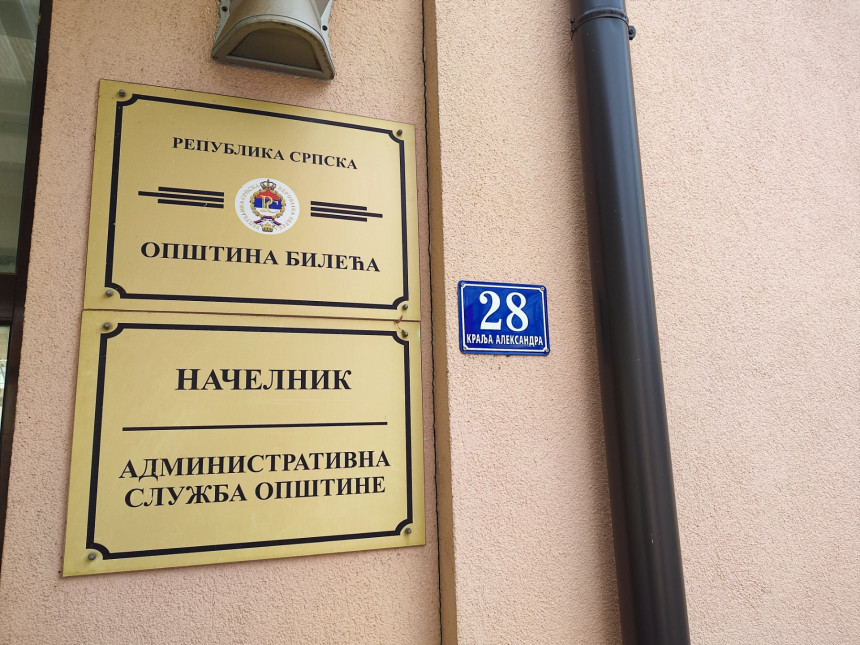 РЕПУБЛИКА СРПСКА
ОПШТИНА БИЛЕЋА
НАЧЕЛНИК
АДМИНИСТРАТИВНА
СЛУЖБА ОПШТИНЕ
28
КРАЉА АЛЕКСАНДРА